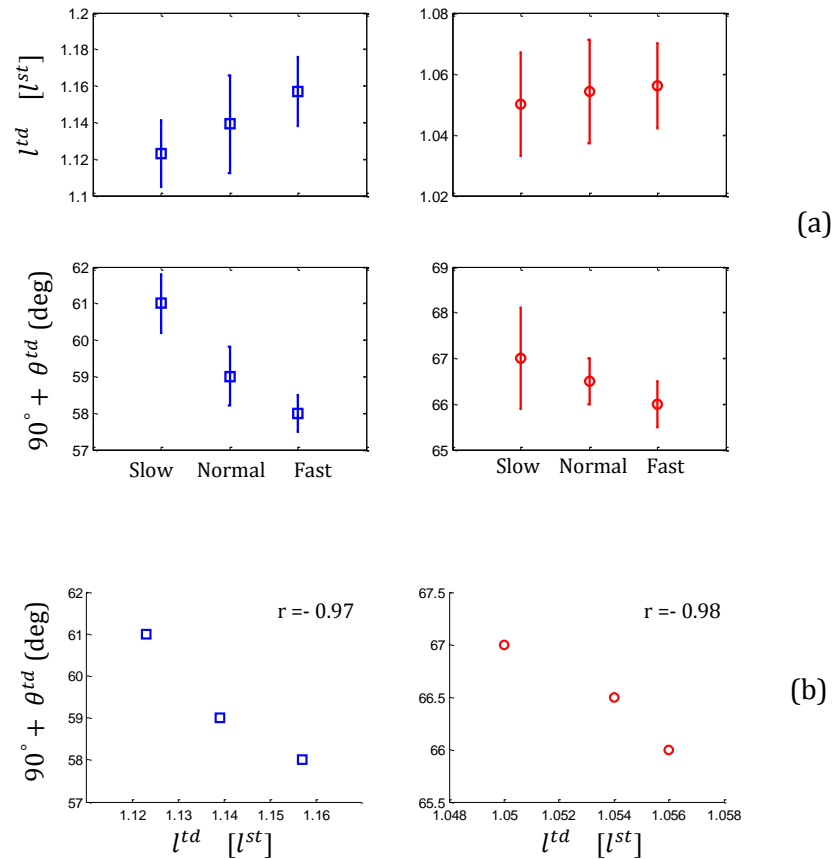 1.2
1.18
1.16
1.14
1.12
1.1
l^{td} [l^{st}]
1.08
1.06
1.04
1.02
(a)
62
61
60
59
58
57
90° + θ^{td} (deg)
Slow Normal Fast
69
68
67
66
65
Slow Normal Fast
62
61
60
59
58
57
90° + θ^{td} (deg)
r =- 0.97
1.12 1.13 1.14 1.15 1.16
l^{td} [l^{st}]
67.5
67
66.5
66
65.5
r =- 0.98
1.048 1.05 1.052 1.054 1.056 1.058
l^{td} [l^{st}]
(b)